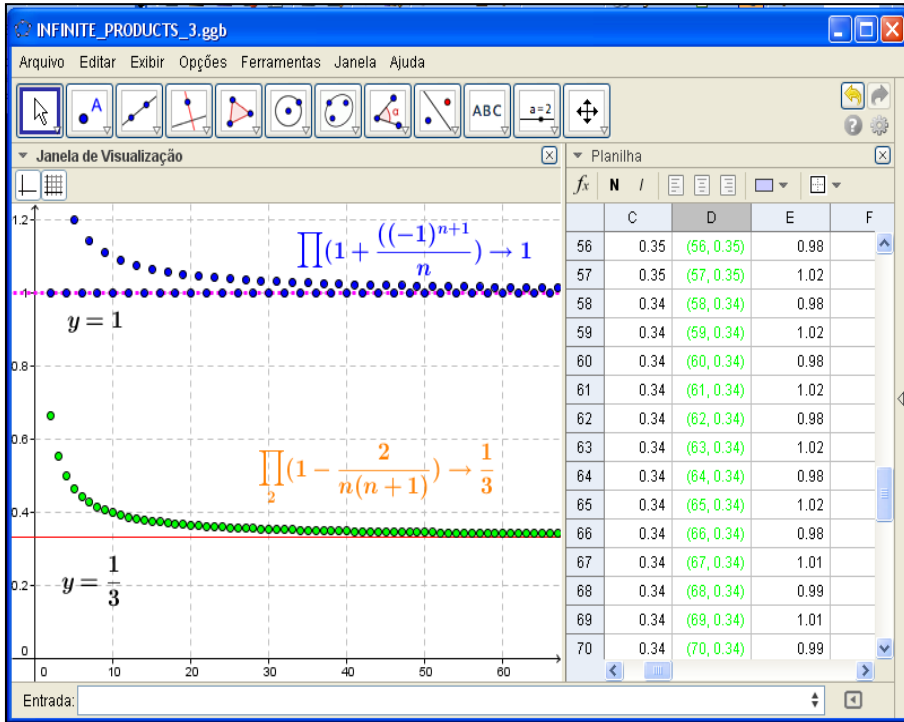 INFINITE_PRODUCTS_3.ggb
Arquivo Editar Exibir Opções Ferramentas Janela Ajuda
A α ABC a=2
Janela de Visualização
Planilha
fx N I
1.2
∏(1 + ((-1)^{n+1}/n) → 1
1
y = 1
0.8
0.6
∏_2(1 - 2/n(n+1)) → 1/3
0.4
y = 1/3
0.2
0
0 10 20 30 40 50 60
C D E F
56 0.35 (56, 0.35) 0.98
57 0.35 (57, 0.35) 1.02
58 0.34 (58, 0.34) 0.98
59 0.34 (59, 0.34) 1.02
60 0.34 (60, 0.34) 0.98
61 0.34 (61, 0.34) 1.02
62 0.34 (62, 0.34) 0.98
63 0.34 (63, 0.34) 1.02
64 0.34 (64, 0.34) 0.98
65 0.34 (65, 0.34) 1.02
66 0.34 (66, 0.34) 0.98
67 0.34 (67, 0.34) 1.01
68 0.34 (68, 0.34) 0.99
69 0.34 (69, 0.34) 1.01
70 0.34 (70, 0.34) 0.99
Entrada: